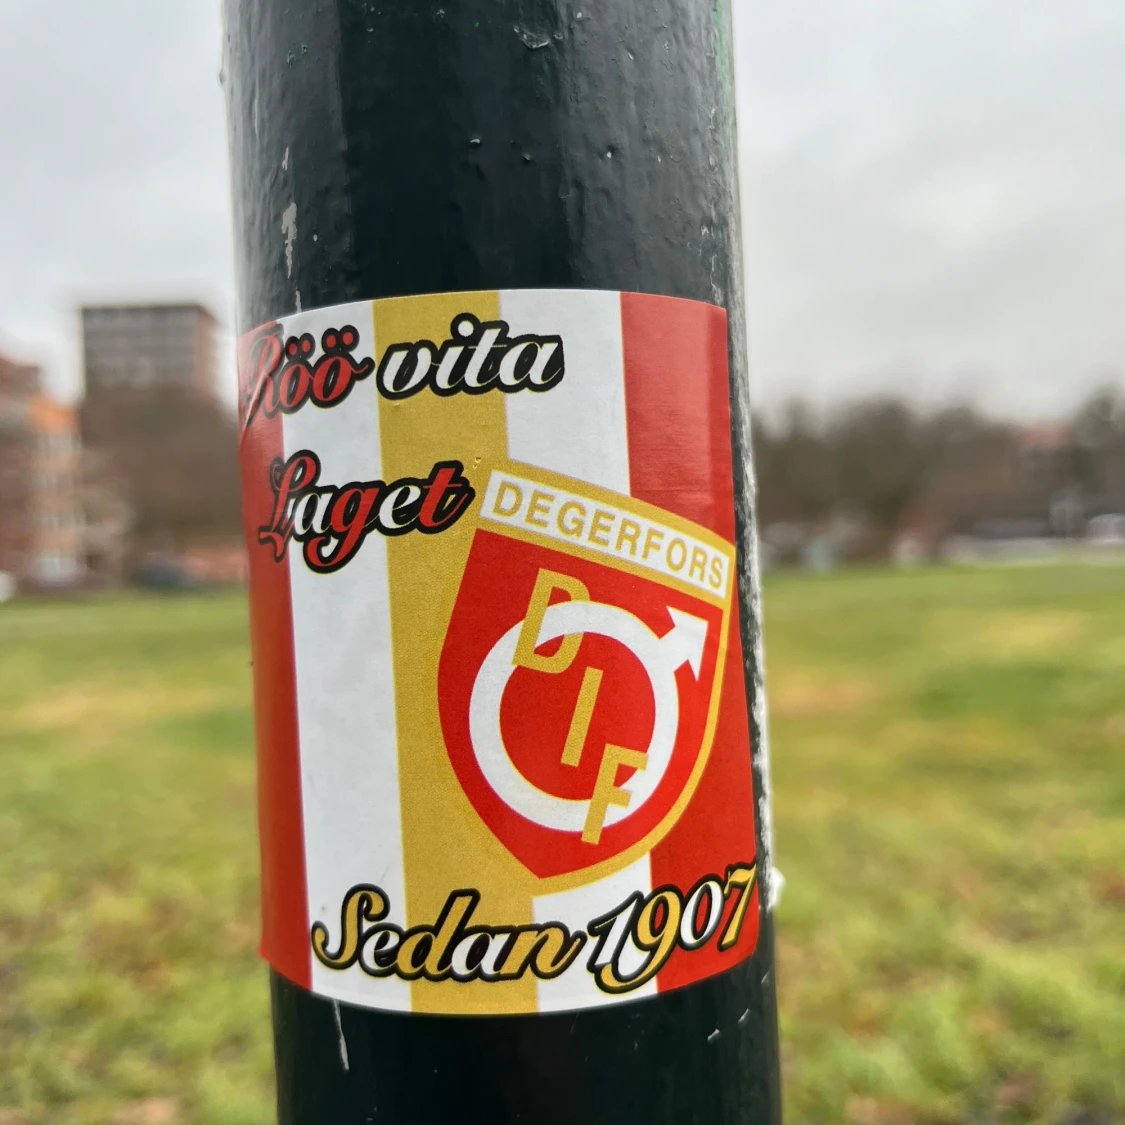 Röö vita
Laget
DEGERFORS
DIF
Sedan 1907